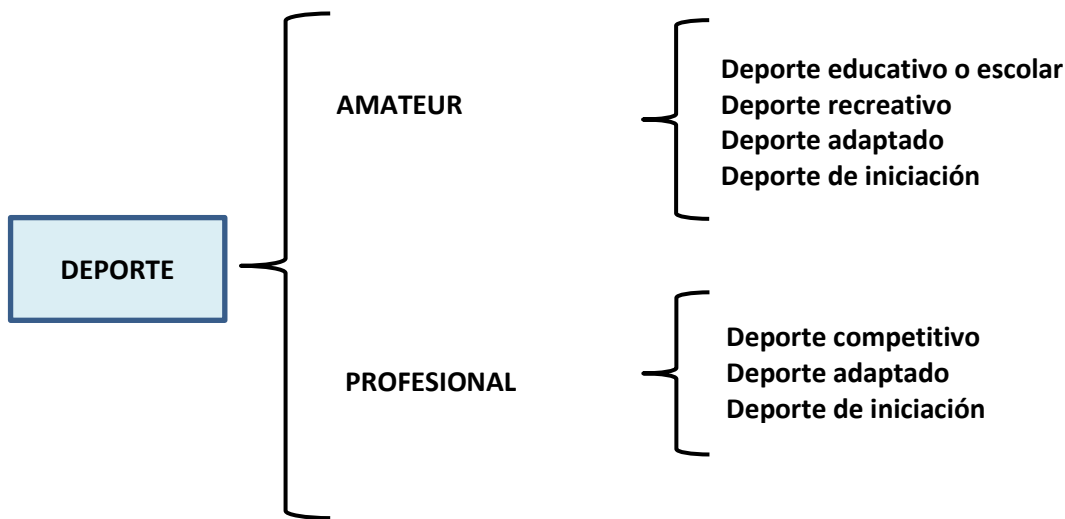 DEPORTE
AMATEUR
Deporte educativo o escolar
Deporte recreativo
Deporte adaptado
Deporte de iniciación
PROFESIONAL
Deporte competitivo
Deporte adaptado
Deporte de iniciación